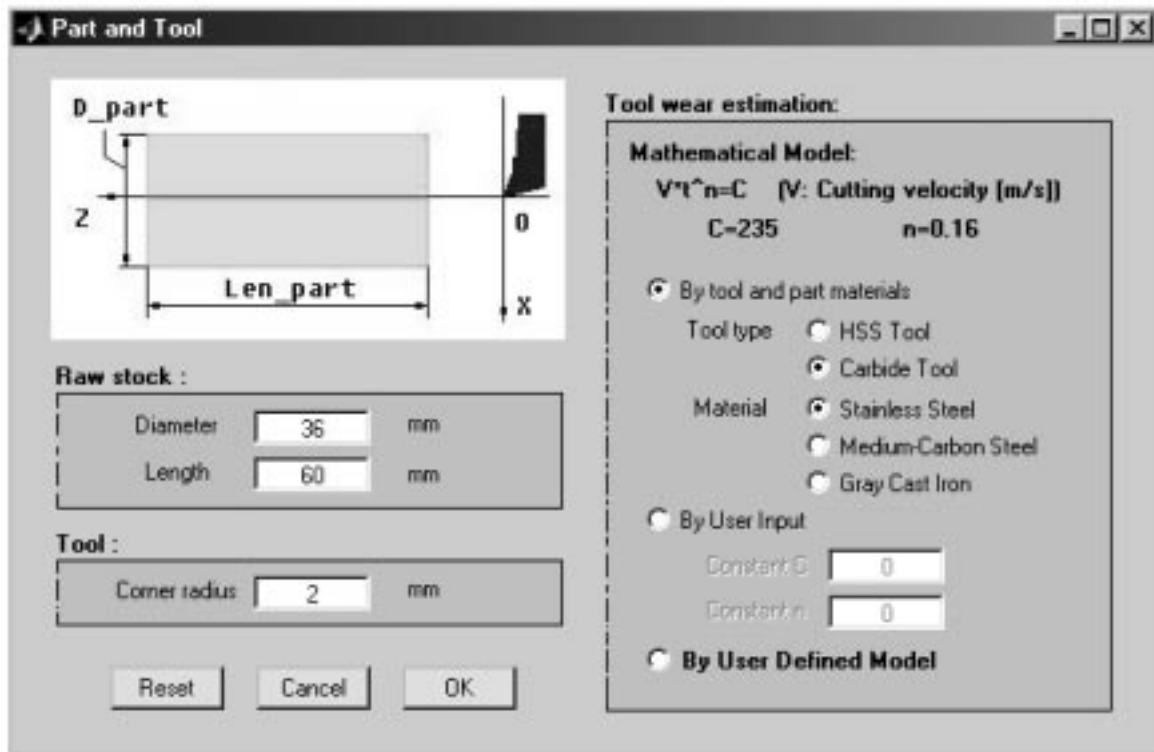 Part and Tool
D_part
Z
O
Len_part
X
Raw stock :
Diameter 36 mm
Length 60 mm
Tool :
Corner radius 2 mm
Reset Cancel OK
Tool wear estimation:
Mathematical Model:
V*t^n=C (V: Cutting velocity [m/s])
C=235 n=0.16
By tool and part materials
Tool type HSS Tool
Carbide Tool
Material Stainless Steel
Medium-Carbon Steel
Gray Cast Iron
By User Input
Constant C 0
Constant n 0
By User Defined Model